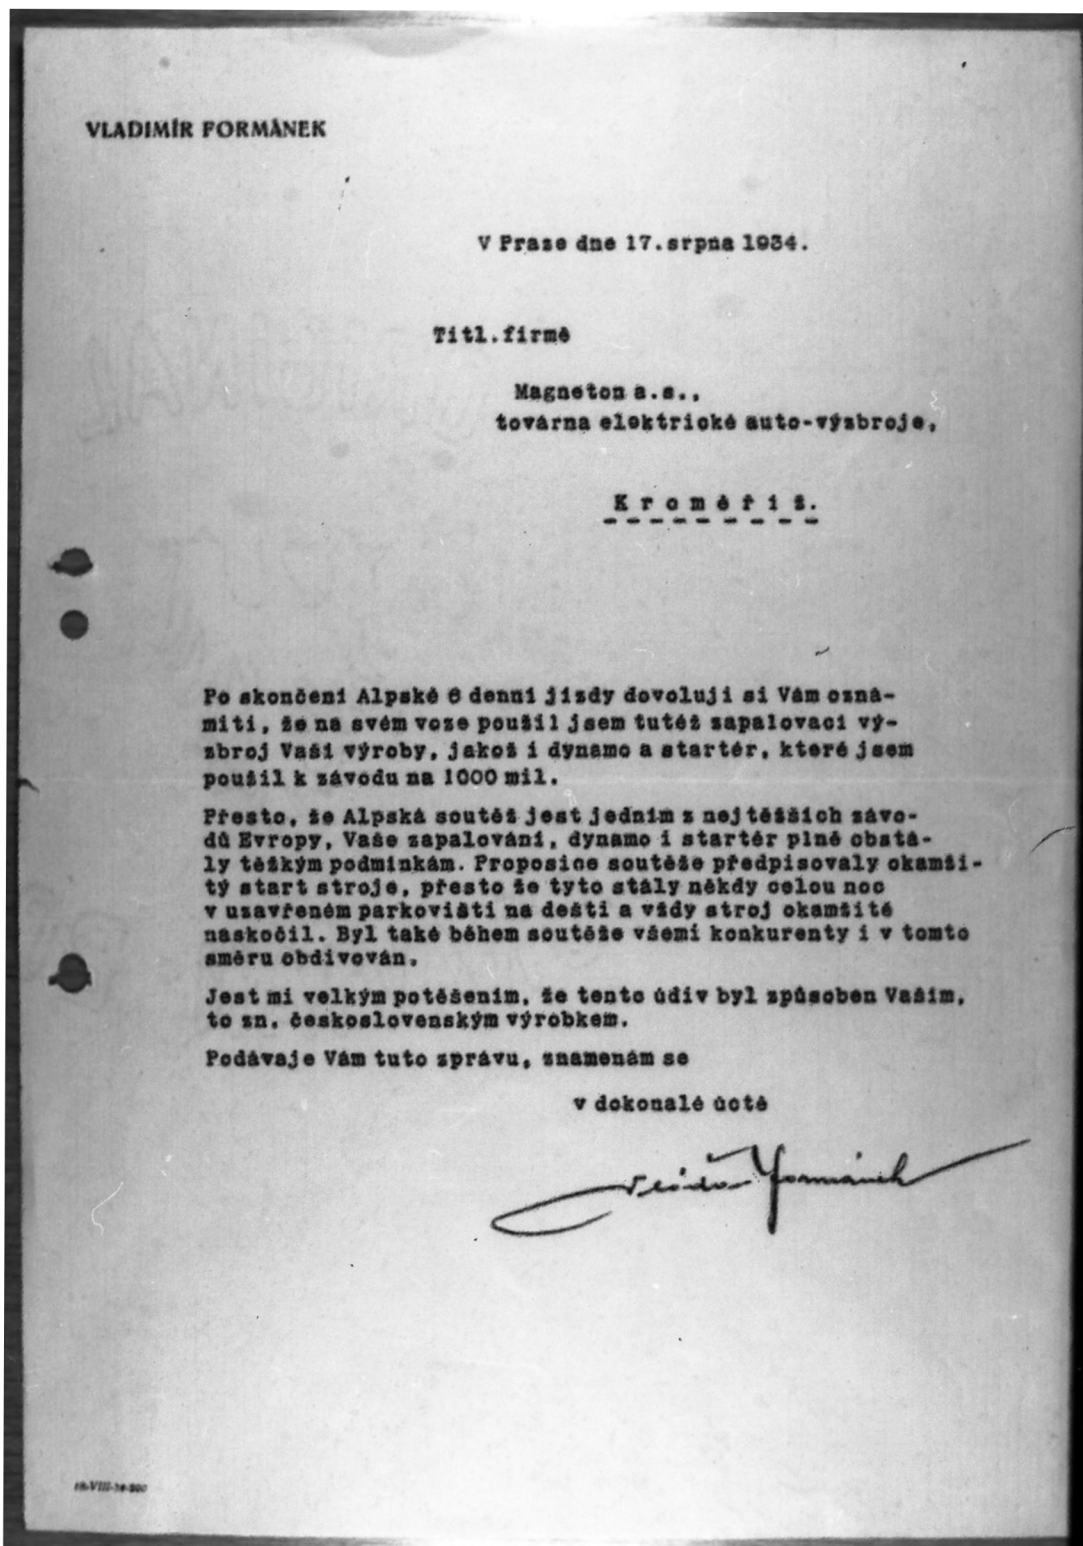 VLADIMÍR FORMÁNEK
V Praze dne 17.srpna 1934.
Titl.firmě
Magneton a.s.,
továrna elektrické auto-výzbroje,
Kroměříž.
Po skončení Alpské 6 denní jízdy dovoluji si Vám ozná-
miti, že na svém voze použil jsem tutéž zapalovací vý-
zbroj Vaší výroby, jakož i dynamo a startér, které jsem
použil k závodu na 1000 mil.
Přesto, že Alpská soutěž jest jedním z nejtěžších závo-
dů Evropy, Vaše zapalování, dynamo i startér plně obstá-
ly těžkým podmínkám. Proposice soutěže předpisovaly okamži-
tý start stroje, přesto že tyto stály někdy celou noc
v uzavřeném parkovišti na dešti a vždy stroj okamžitě
naskočil. Byl také během soutěže všemi konkurenty i v tomto
směru obdivován.
Jest mi velkým potěšením, že tento údiv byl způsoben Vaším,
to zn. československým výrobkem.
Podávaje Vám tuto zprávu, znamenám se
v dokonalé úctě
Vláďa Formánek